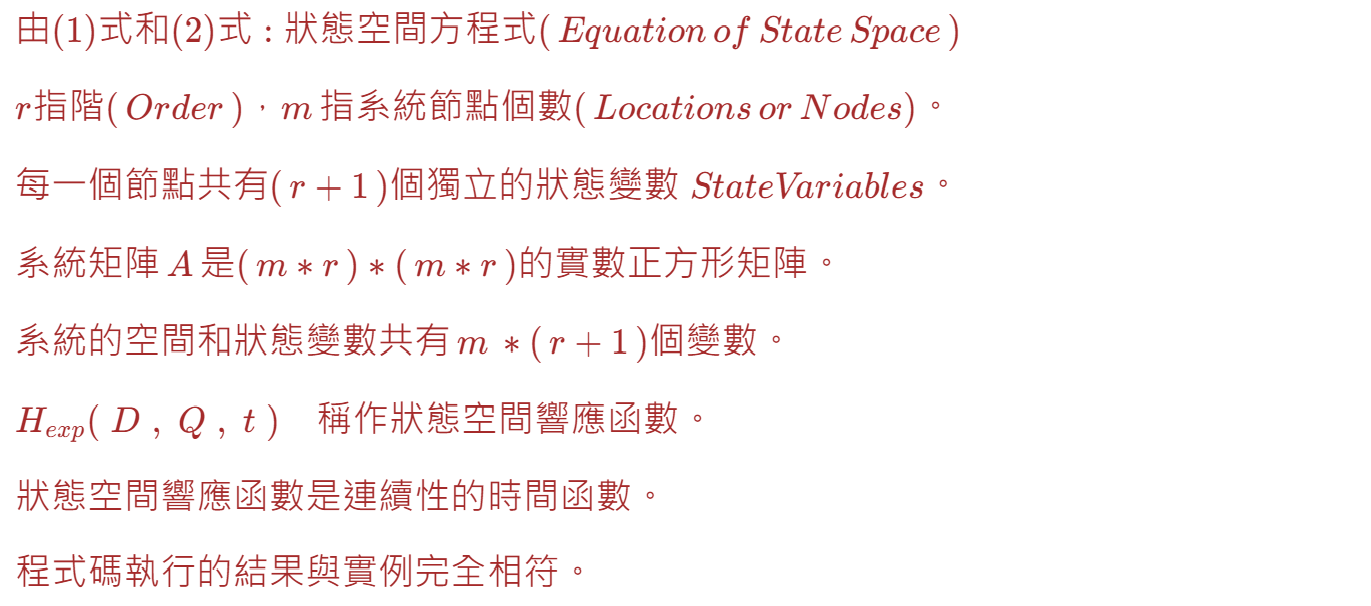 由(1)式和(2)式 : 狀態空間方程式( Equation of State Space )
r指階( Order )，m 指系統節點個數( Locations or Nodes)。
每一個節點共有( r + 1 )個獨立的狀態變數 StateVariables。
系統矩陣 A 是( m * r ) * ( m * r )的實數正方形矩陣。
系統的空間和狀態變數共有 m * ( r + 1 )個變數。
H_{exp}( D , Q , t ) 稱作狀態空間響應函數。
狀態空間響應函數是連續性的時間函數。
程式碼執行的結果與實例完全相符。